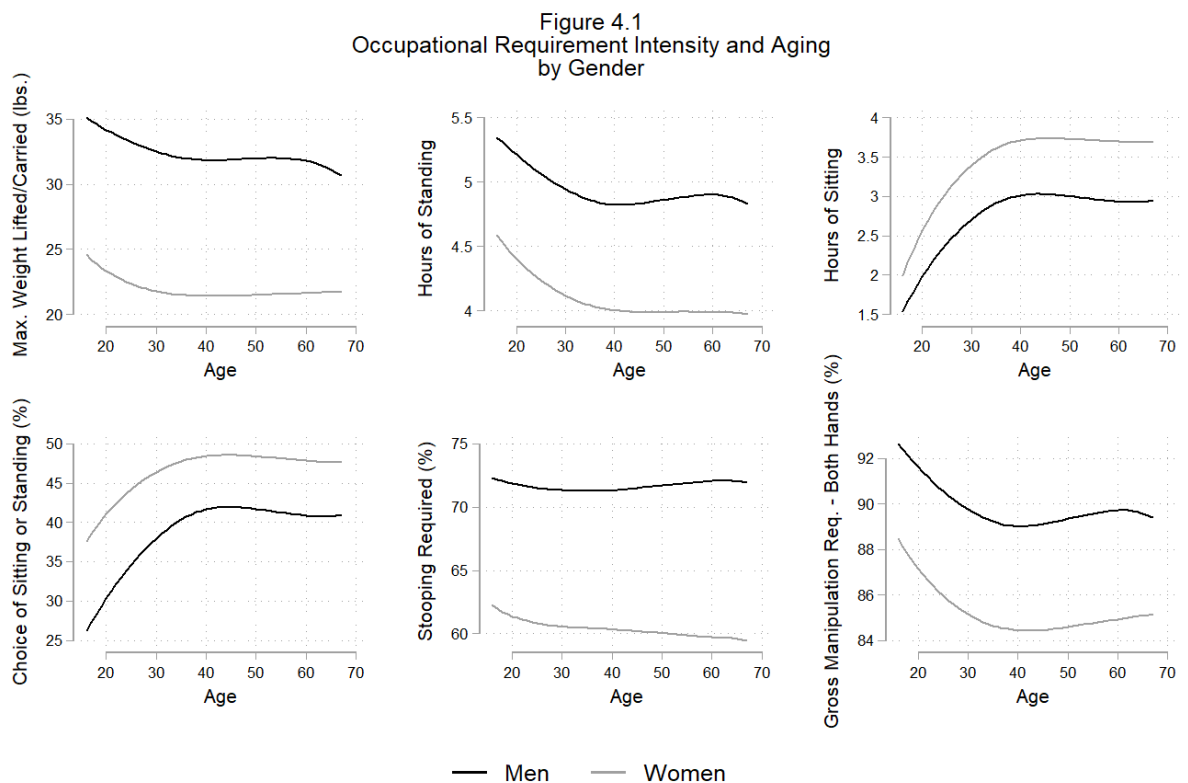 Figure 4.1
Occupational Requirement Intensity and Aging
by Gender
Max. Weight Lifted/Carried (lbs.)
35
30
25
20
20 30 40 50 60 70
Age
Hours of Standing
5.5
5
4.5
4
20 30 40 50 60 70
Age
Hours of Sitting
4
3.5
3
2.5
2
1.5
20 30 40 50 60 70
Age
Choice of Sitting or Standing (%)
50
45
40
35
30
25
20 30 40 50 60 70
Age
Stooping Required (%)
75
70
65
60
20 30 40 50 60 70
Age
Gross Manipulation Req. - Both Hands (%)
92
90
88
86
84
20 30 40 50 60 70
Age
Men Women